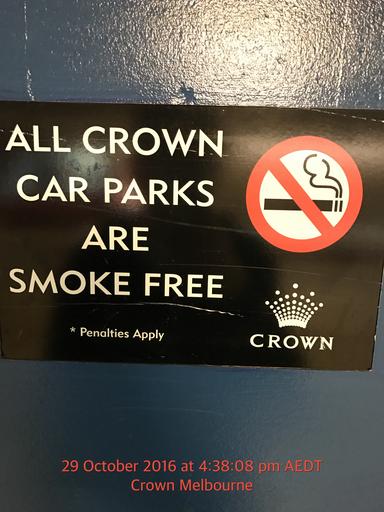 ALL CROWN
CAR PARKS
ARE
SMOKE FREE
* Penalties Apply
CROWN
29 October 2016 at 4:38:08 pm AEDT
Crown Melbourne